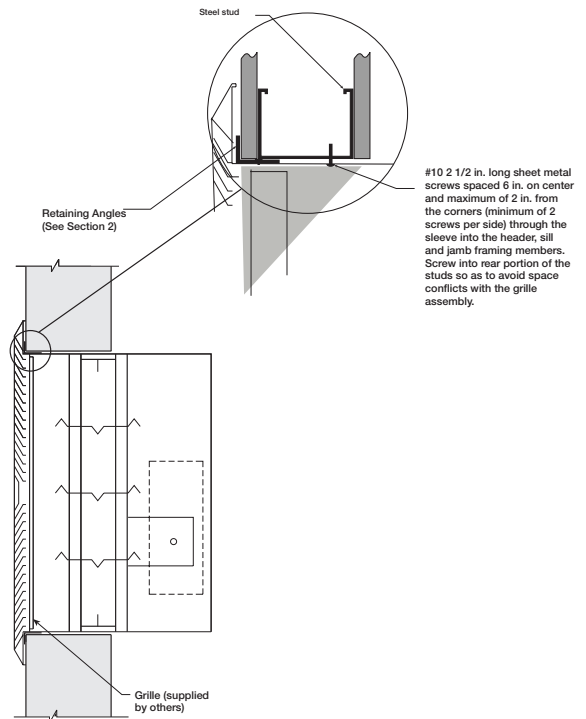 Steel stud
#10 2 1/2 in. long sheet metal
screws spaced 6 in. on center
and maximum of 2 in. from
the corners (minimum of 2
screws per side) through the
sleeve into the header, sill
and jamb framing members.
Screw into rear portion of the
studs so as to avoid space
conflicts with the grille
assembly.
Retaining Angles
(See Section 2)
Grille (supplied
by others)